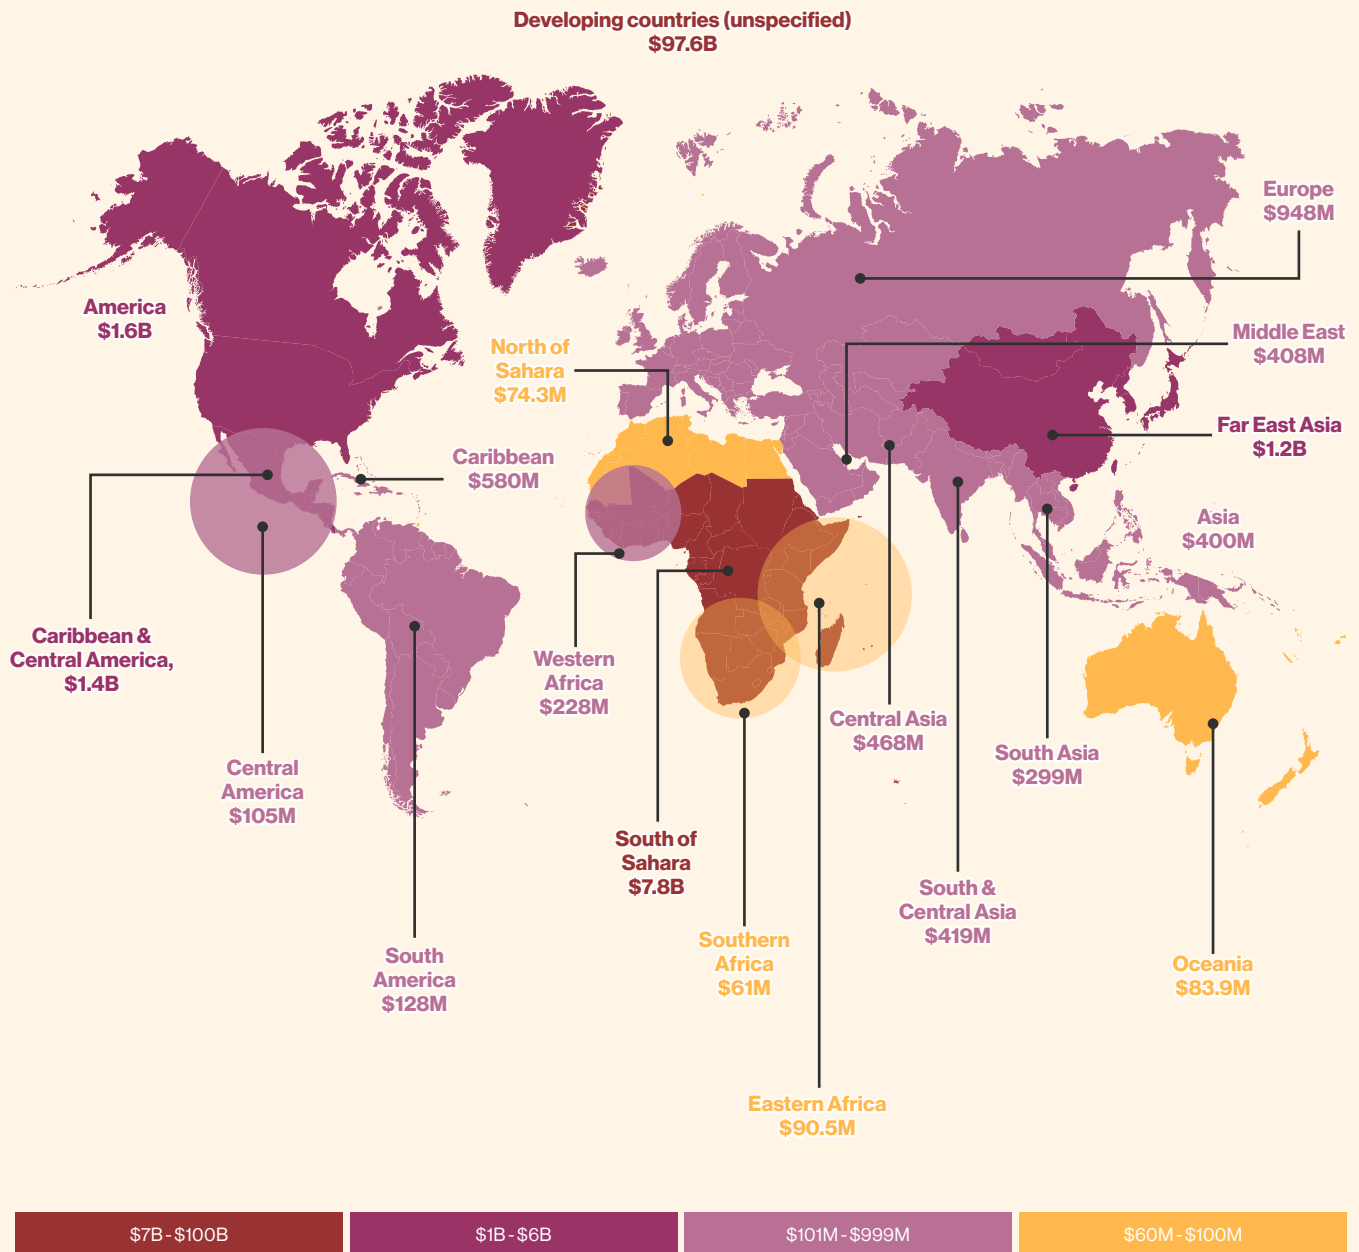 Developing countries (unspecified)
$97.6B
Europe
$948M
America
$1.6B
North of
Sahara
$74.3M
Middle East
$408M
Far East Asia
$1.2B
Caribbean
$580M
Asia
$400M
Caribbean &
Central America,
$1.4B
Western
Africa
$228M
Central Asia
$468M
South Asia
$299M
Central
America
$105M
South of
Sahara
$7.8B
South &
Central Asia
$419M
Southern
Africa
$61M
South
America
$128M
Oceania
$83.9M
Eastern Africa
$90.5M
$7B - $100B
$1B - $6B
$101M - $999M
$60M - $100M